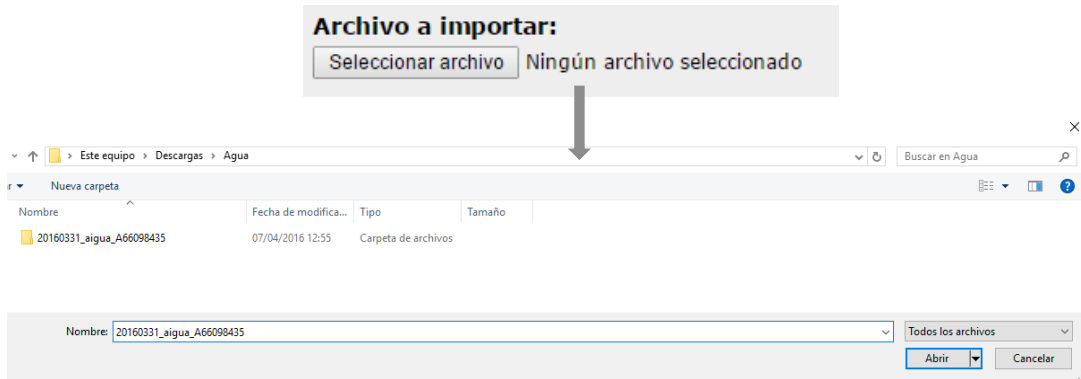 Archivo a importar:
Seleccionar archivo Ningún archivo seleccionado
Este equipo > Descargas > Agua
Buscar en Agua
Nueva carpeta
Nombre Fecha de modifica... Tipo Tamaño
20160331_aigua_A66098435 07/04/2016 12:55 Carpeta de archivos
Nombre: 20160331_aigua_A66098435 Todos los archivos
Abrir Cancelar